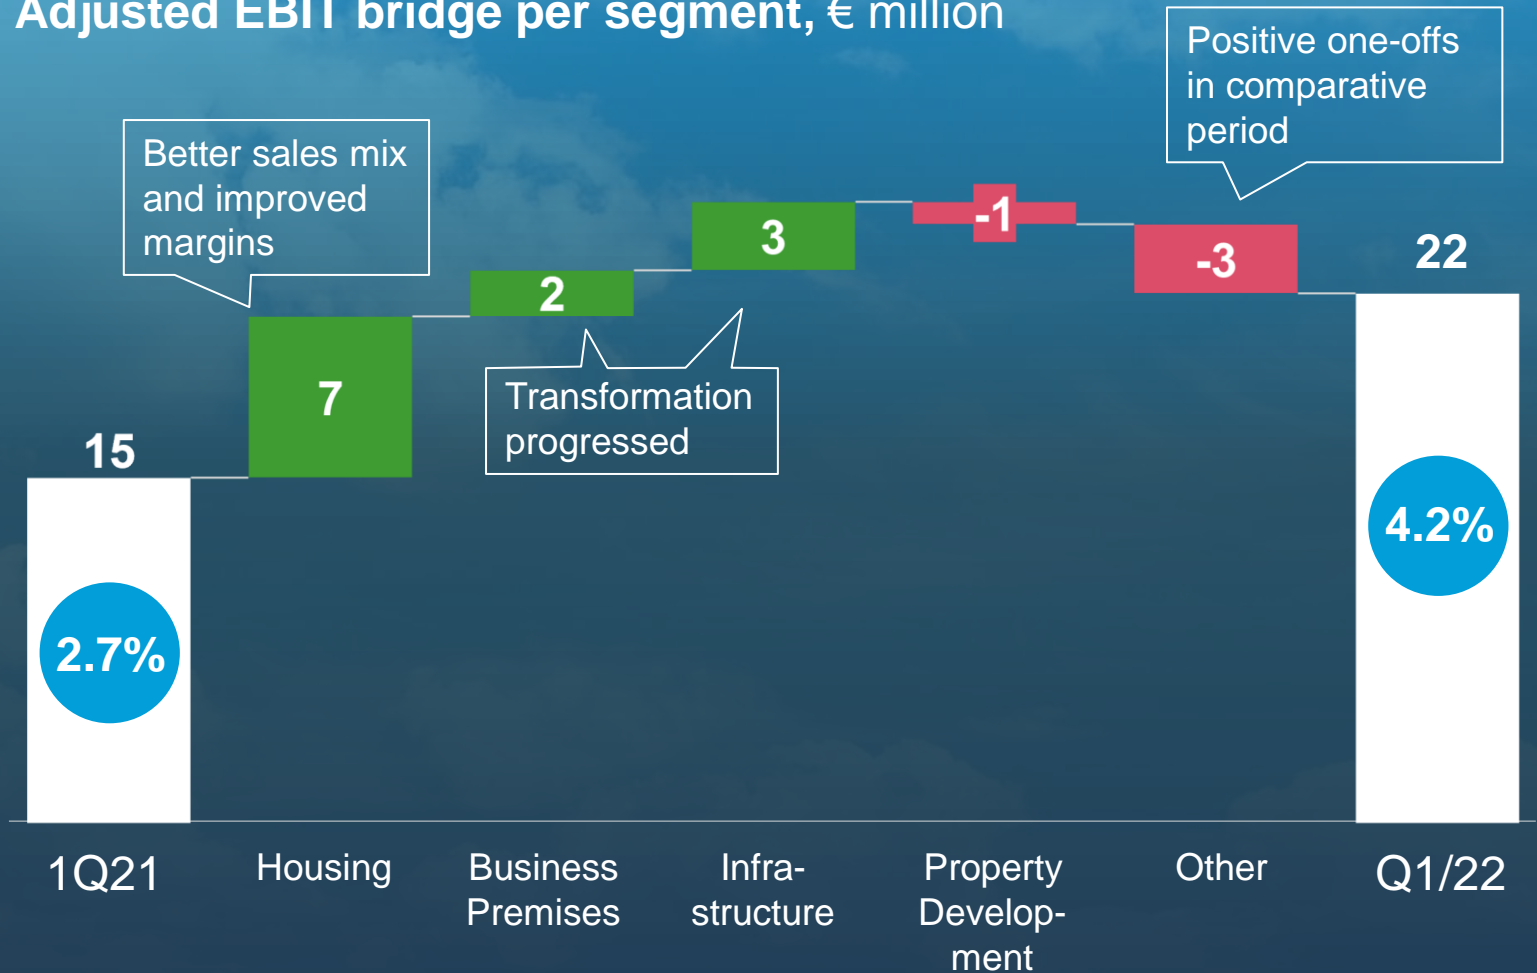 Adjusted EBIT bridge per segment, € million
Positive one-offs
in comparative
period
Better sales mix
and improved
margins
Transformation
progressed
15
7
2
3
-1
-3
22
2.7%
4.2%
1Q21
Housing
Business
Premises
Infra-
structure
Property
Develop-
ment
Other
Q1/22